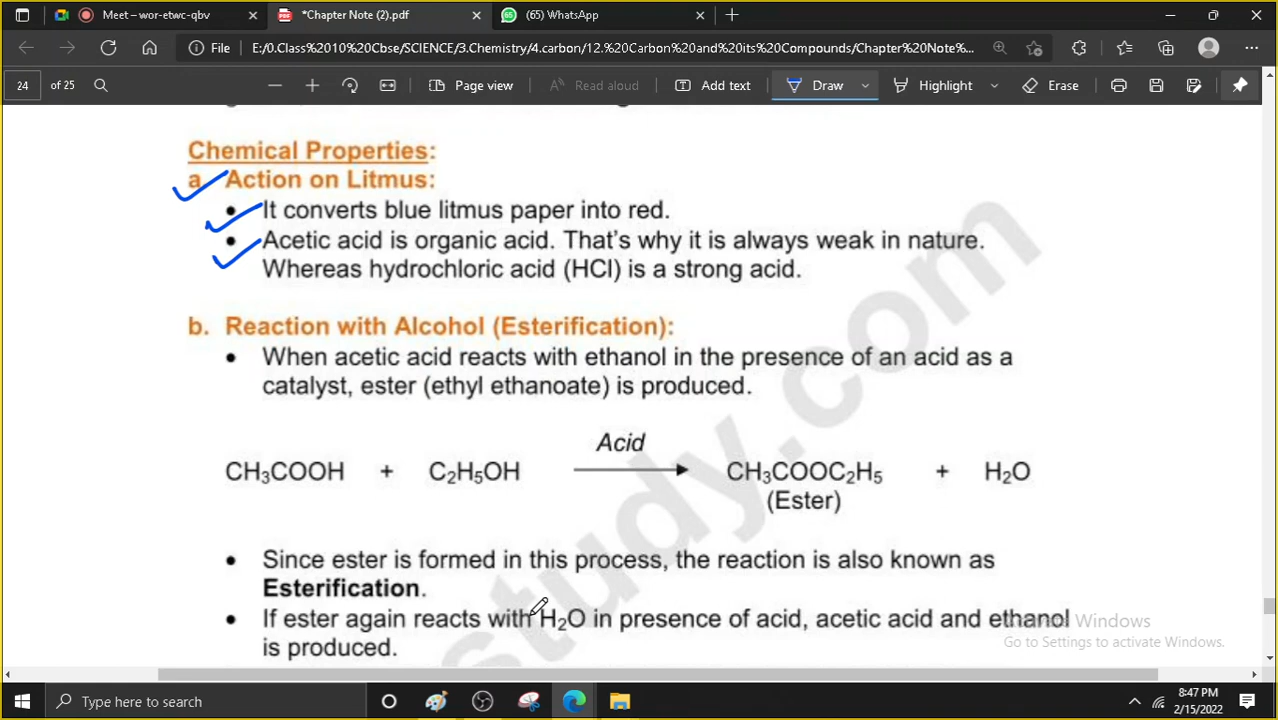 Meet – wor-etwc-qbv
*Chapter Note (2).pdf
(65) WhatsApp
File
E:/0.Class%2010%20Cbse/SCIENCE/3.Chemistry/4.carbon/12.%20Carbon%20and%20its%20Compounds/Chapter%20Note%...
24 of 25
Page view
Read aloud
Add text
Draw
Highlight
Erase
Chemical Properties:
a. Action on Litmus:
• It converts blue litmus paper into red.
• Acetic acid is organic acid. That's why it is always weak in nature.
Whereas hydrochloric acid (HCl) is a strong acid.
b. Reaction with Alcohol (Esterification):
• When acetic acid reacts with ethanol in the presence of an acid as a
catalyst, ester (ethyl ethanoate) is produced.
Acid
CH₃COOH + C₂H₅OH → CH₃COOC₂H₅ + H₂O
(Ester)
• Since ester is formed in this process, the reaction is also known as
Esterification.
• If ester again reacts with H₂O in presence of acid, acetic acid and ethanol
is produced.
study.com
Activate Windows
Go to Settings to activate Windows.
Type here to search
8:47 PM
2/15/2022